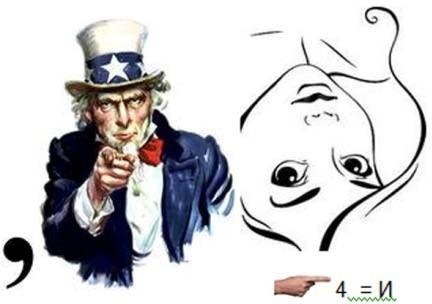 ,
4 = И